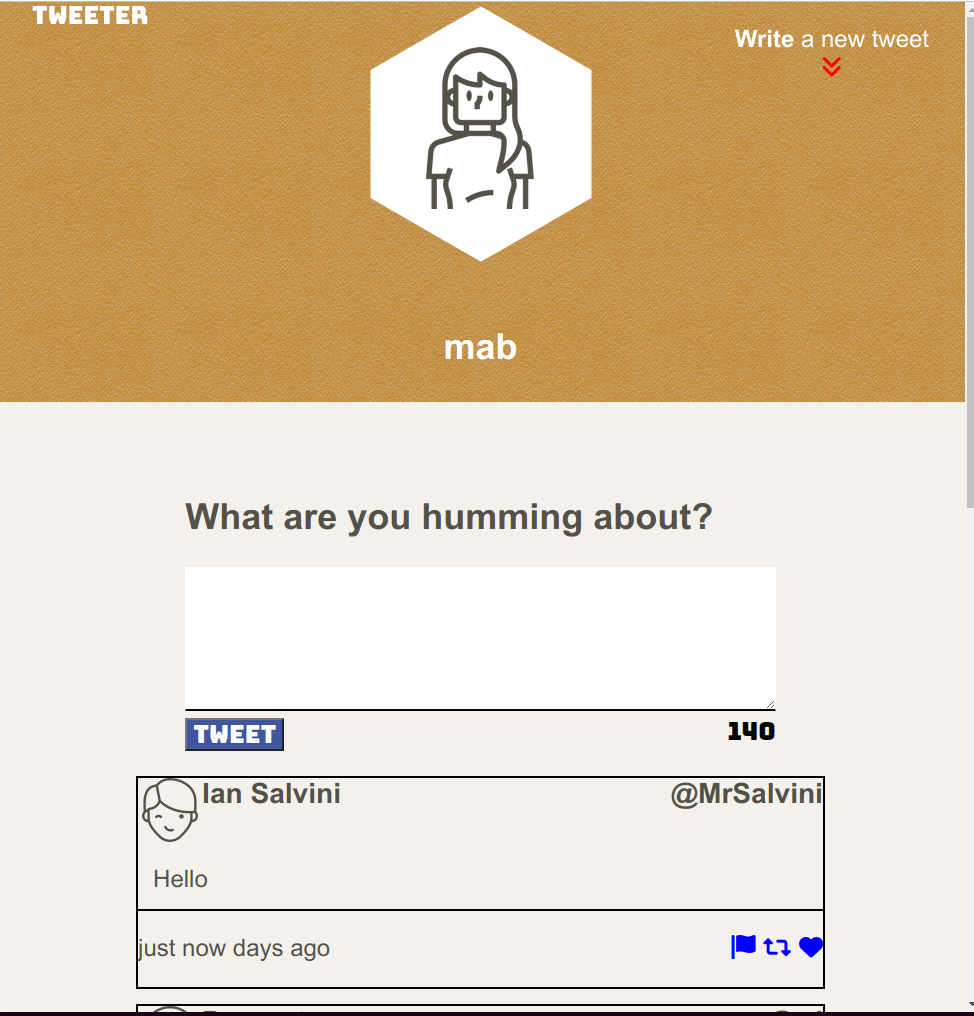 TWEETER
Write a new tweet
mab
What are you humming about?
TWEET 140
Ian Salvini @MrSalvini
Hello
just now days ago